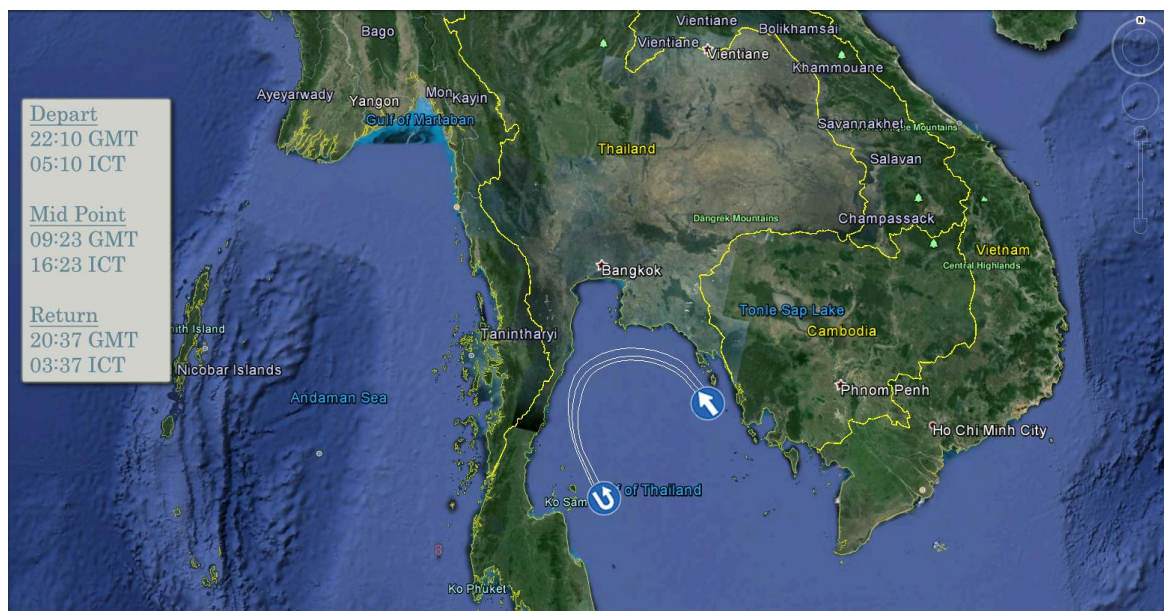 Depart
22:10 GMT
05:10 ICT
Mid Point
09:23 GMT
16:23 ICT
Return
20:37 GMT
03:37 ICT
N
Vientiane
Bolikhamsai
Vientiane
Vientiane
Bago
Khammouane
Ayeyarwady
Yangon
Mon
Kayin
Gulf of Martaban
Savannakhet
Mountains
Thailand
Salavan
Dângrêk Mountains
Champassack
Vietnam
Central Highlands
Bangkok
Tonle Sap Lake
Cambodia
Tanintharyi
Island
Nicobar Islands
Andaman Sea
Phnom Penh
Ho Chi Minh City
Ko Sam
of Thailand
Ko Phuket